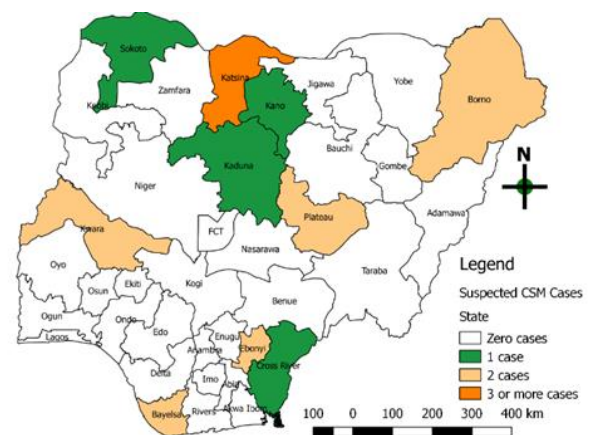 Sokoto
Katsina
Jigawa
Yobe
Borno
Kebbi
Zamfara
Kano
Kaduna
Bauchi
Gombe
N
Niger
Adamawa
Plateau
Kwara
FCT
Nasarawa
Taraba
Oyo
Kogi
Osun
Ekiti
Benue
Ogun
Ondo
Edo
Enugu
Lagos
Anambra
Ebonyi
Delta
Imo
Abia
Cross River
Bayelsa
Rivers
Akwa Ibom
Legend
Suspected CSM Cases
State
Zero cases
1 case
2 cases
3 or more cases
100 0 100 200 300 400 km